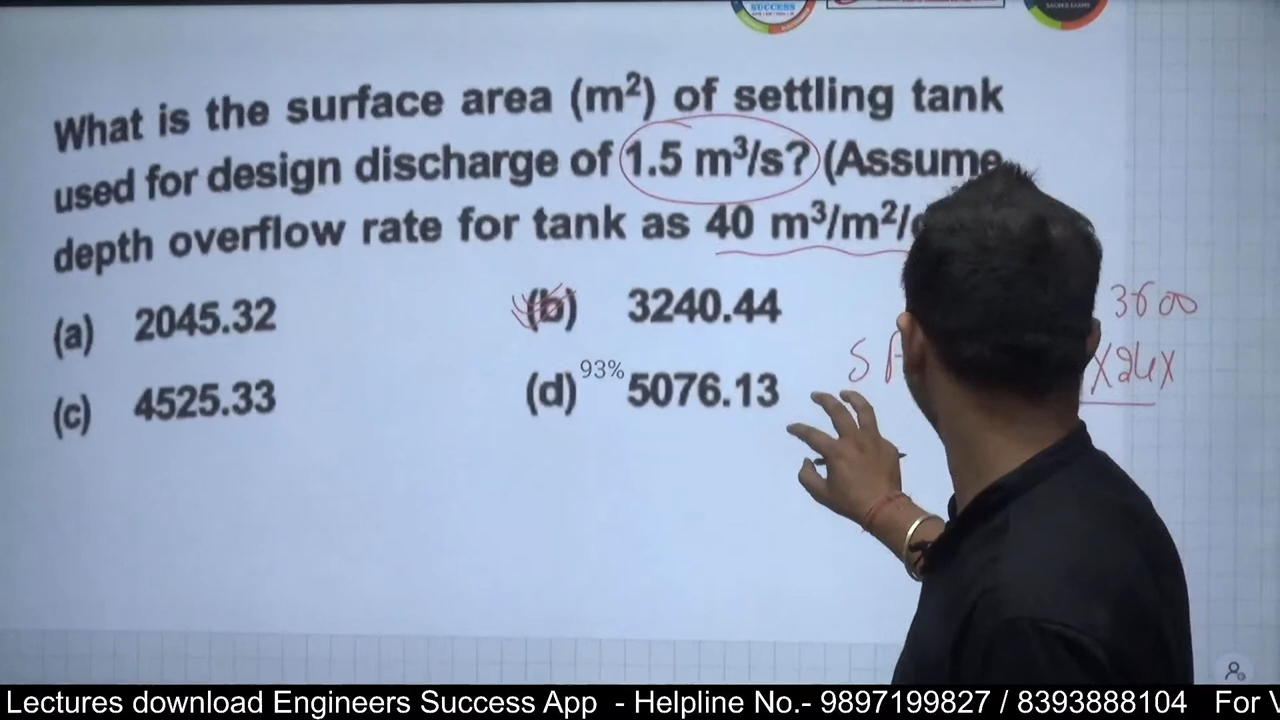 SUCCESS
What is the surface area (m²) of settling tank
used for design discharge of 1.5 m³/s? (Assume
depth overflow rate for tank as 40 m³/m²/
(a) 2045.32 (b) 3240.44
(c) 4525.33 (d) 5076.13
93%
3600
S
X24X
Lectures download Engineers Success App - Helpline No.- 9897199827 / 8393888104 For V